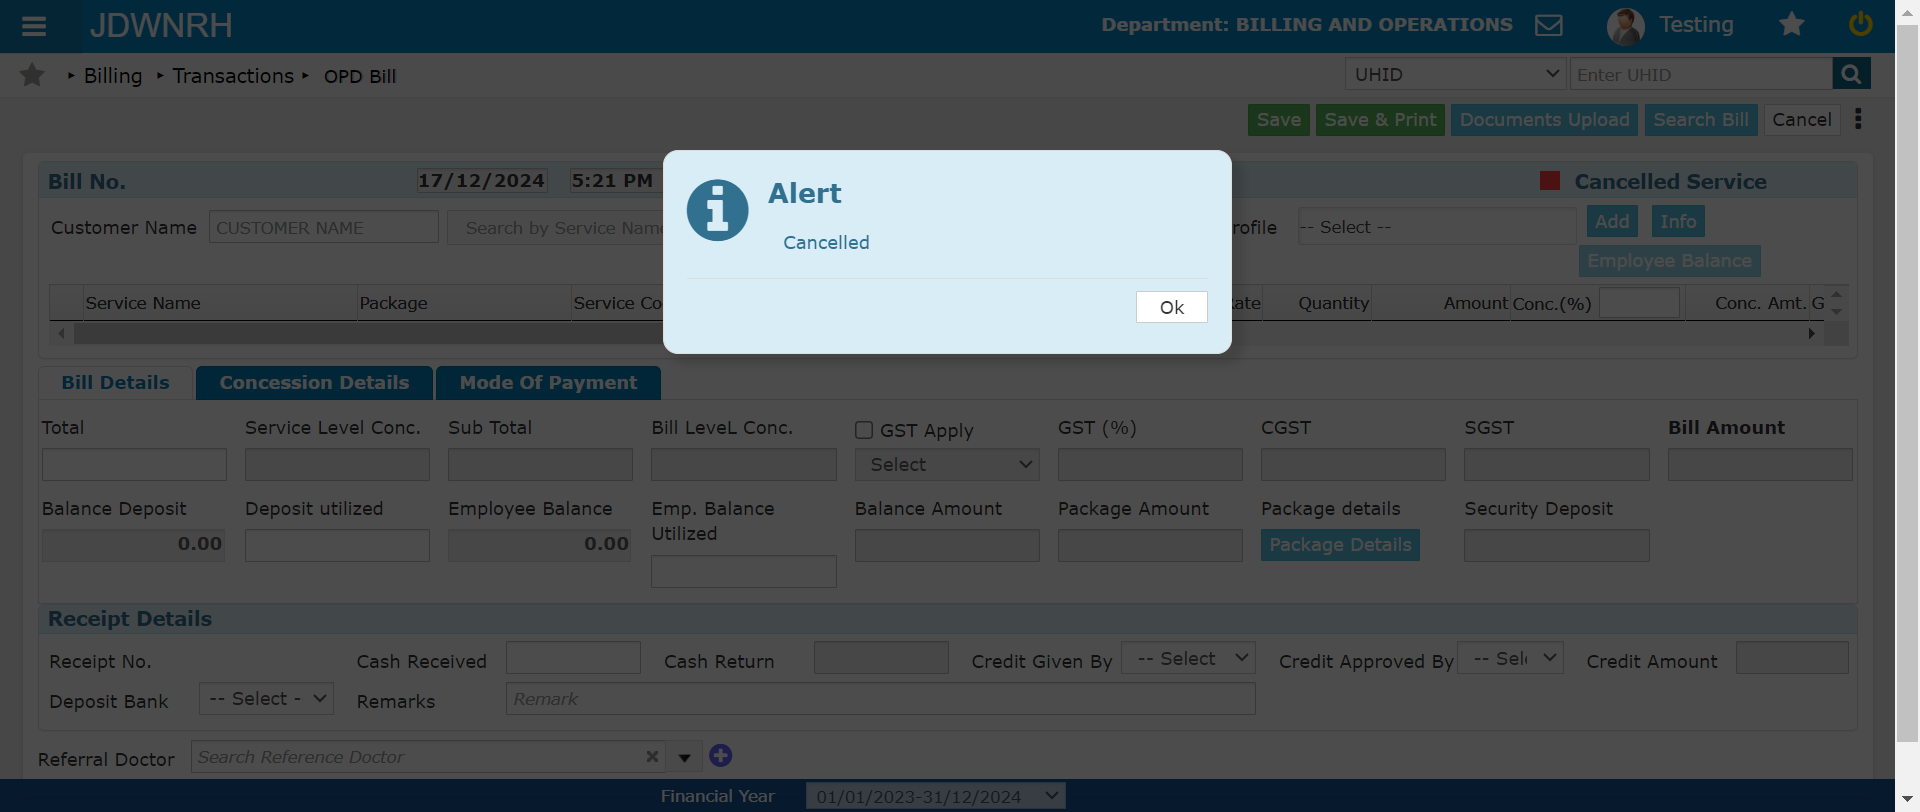 JDWNRH
Department: BILLING AND OPERATIONS
Testing
Billing
Transactions
OPD Bill
UHID
Enter UHID
Save
Save & Print
Documents Upload
Search Bill
Cancel
Bill No.
17/12/2024
5:21 PM
Cancelled Service
Alert
Cancelled
Ok
Customer Name
CUSTOMER NAME
Search by Service Name
-- Select --
Add
Info
Employee Balance
Service Name
Package
Quantity
Amount
Conc.(%)
Conc. Amt.
Bill Details
Concession Details
Mode Of Payment
Total
Service Level Conc.
Sub Total
Bill LeveL Conc.
GST Apply
GST (%)
CGST
SGST
Bill Amount
Select
Balance Deposit
Deposit utilized
Employee Balance
Emp. Balance
Utilized
Balance Amount
Package Amount
Package details
Security Deposit
0.00
0.00
Package Details
Receipt Details
Receipt No.
Cash Received
Cash Return
Credit Given By
-- Select
Credit Approved By
Credit Amount
Deposit Bank
-- Select -
Remarks
Remark
Referral Doctor
Search Reference Doctor
Financial Year
01/01/2023-31/12/2024